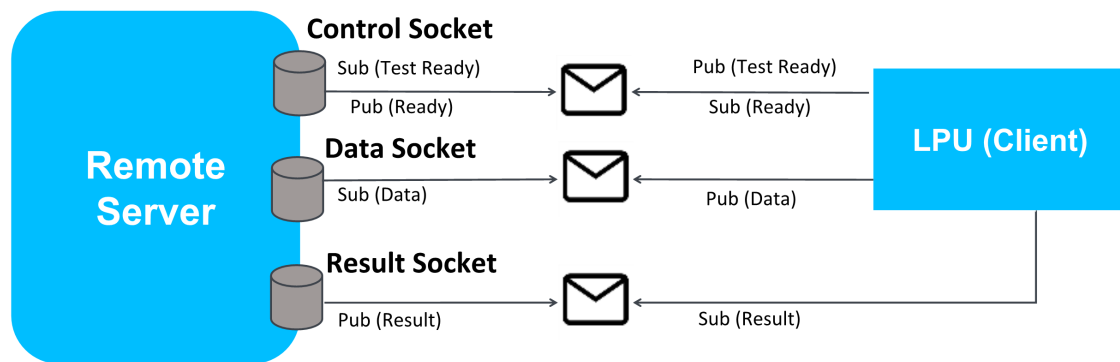 Control Socket
Sub (Test Ready)
Pub (Test Ready)
Pub (Ready)
Sub (Ready)
Remote
Server
LPU (Client)
Data Socket
Sub (Data)
Pub (Data)
Result Socket
Pub (Result)
Sub (Result)